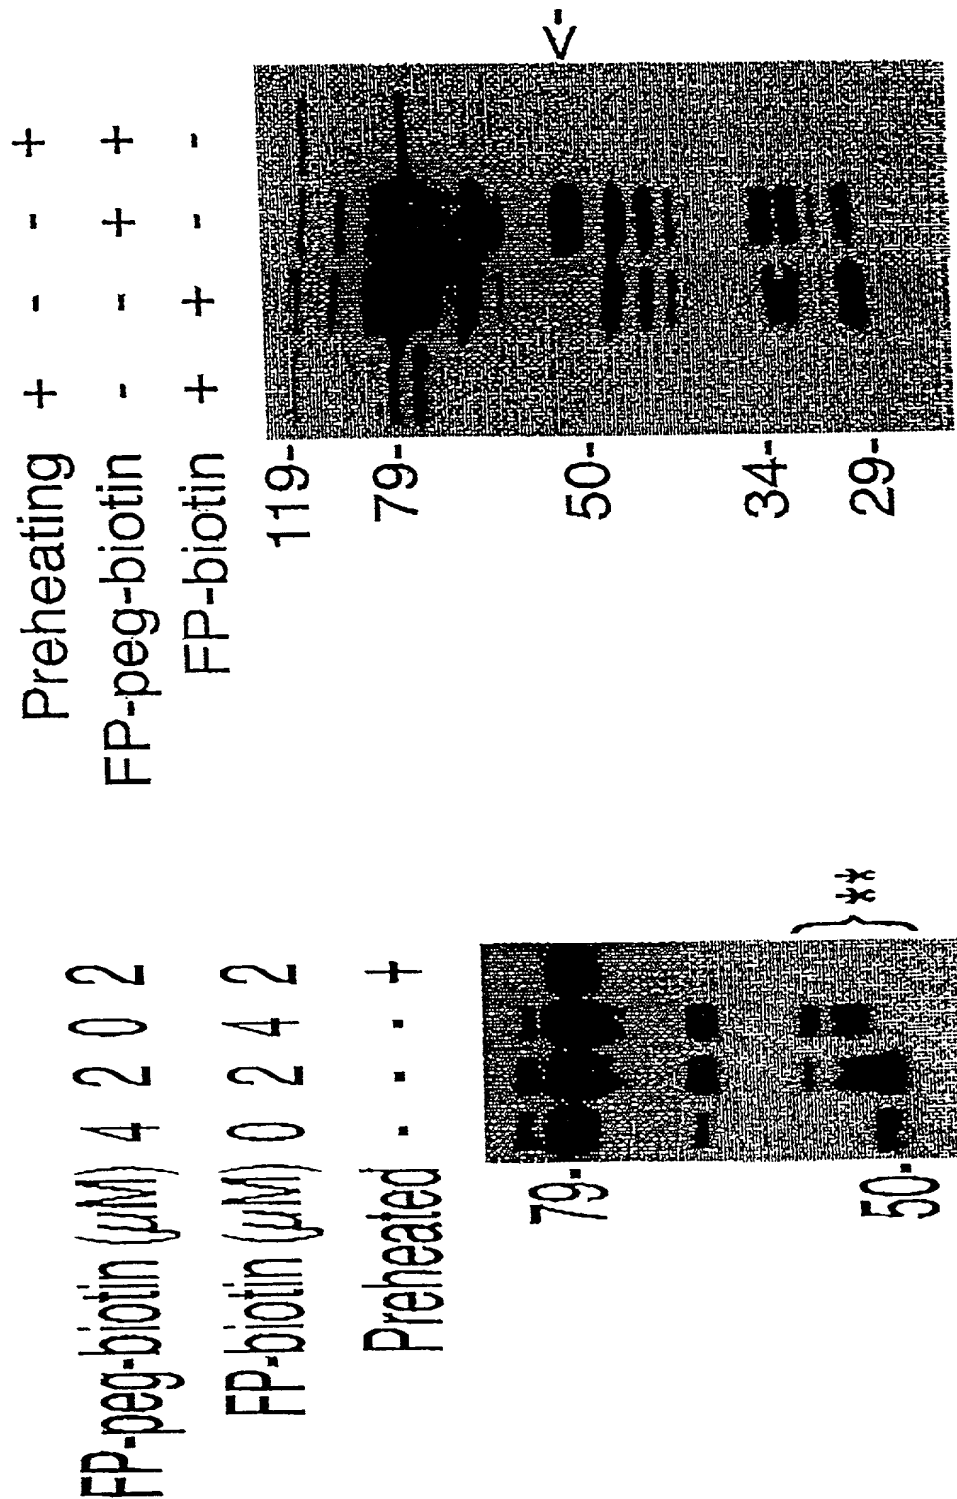 Preheating + - - +
FP-peg-biotin - - + +
FP-biotin + + - -
119-
79-
50-
34-
29-
FP-peg-biotin (µM) 4 2 0 2
FP-biotin (µM) 0 2 4 2
Preheated - - - +
79-
50-
**